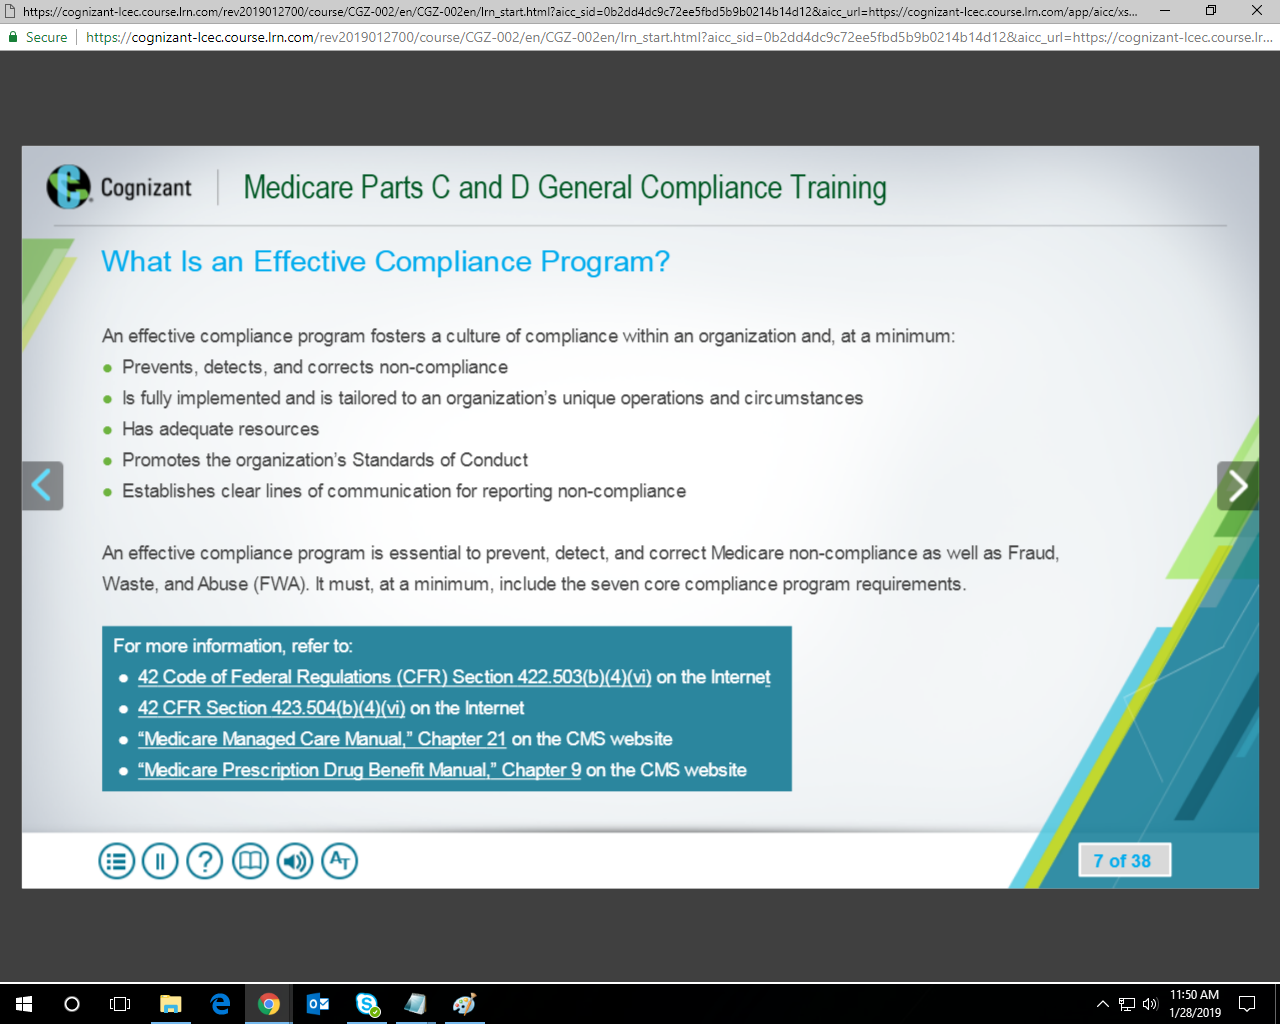 https://cognizant-lcec.course.lrn.com/rev2019012700/course/CGZ-002/en/CGZ-002en/lrn_start.html?aicc_sid=0b2dd4dc9c72ee5fbd5b9b0214b14d12&aicc_url=https://cognizant-lcec.course.lrn.com/app/aicc/xs...
Secure https://cognizant-lcec.course.lrn.com/rev2019012700/course/CGZ-002/en/CGZ-002en/lrn_start.html?aicc_sid=0b2dd4dc9c72ee5fbd5b9b0214b14d12&aicc_url=https://cognizant-lcec.course.lr...
Cognizant Medicare Parts C and D General Compliance Training
What Is an Effective Compliance Program?
An effective compliance program fosters a culture of compliance within an organization and, at a minimum:
• Prevents, detects, and corrects non-compliance
• Is fully implemented and is tailored to an organization’s unique operations and circumstances
• Has adequate resources
• Promotes the organization’s Standards of Conduct
• Establishes clear lines of communication for reporting non-compliance
An effective compliance program is essential to prevent, detect, and correct Medicare non-compliance as well as Fraud,
Waste, and Abuse (FWA). It must, at a minimum, include the seven core compliance program requirements.
For more information, refer to:
• 42 Code of Federal Regulations (CFR) Section 422.503(b)(4)(vi) on the Internet
• 42 CFR Section 423.504(b)(4)(vi) on the Internet
• “Medicare Managed Care Manual,” Chapter 21 on the CMS website
• “Medicare Prescription Drug Benefit Manual,” Chapter 9 on the CMS website
7 of 38
11:50 AM
1/28/2019